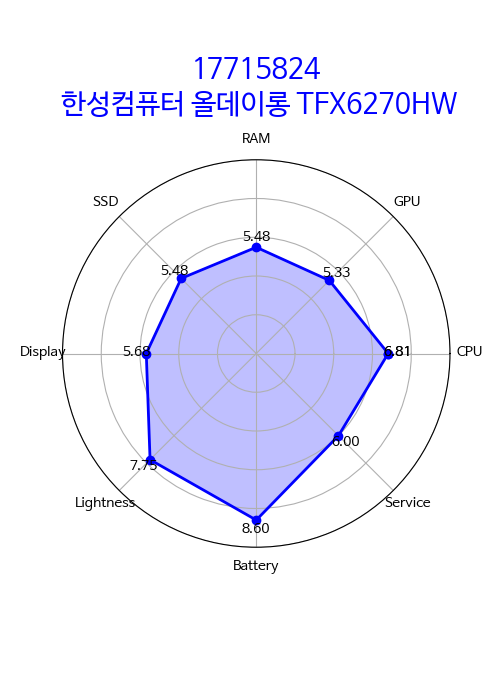 17715824
한성컴퓨터 올데이롱 TFX6270HW
RAM
SSD
GPU
5.48
5.48
5.33
Display
5.68
6.81
CPU
7.75
6.00
Lightness
Service
8.60
Battery